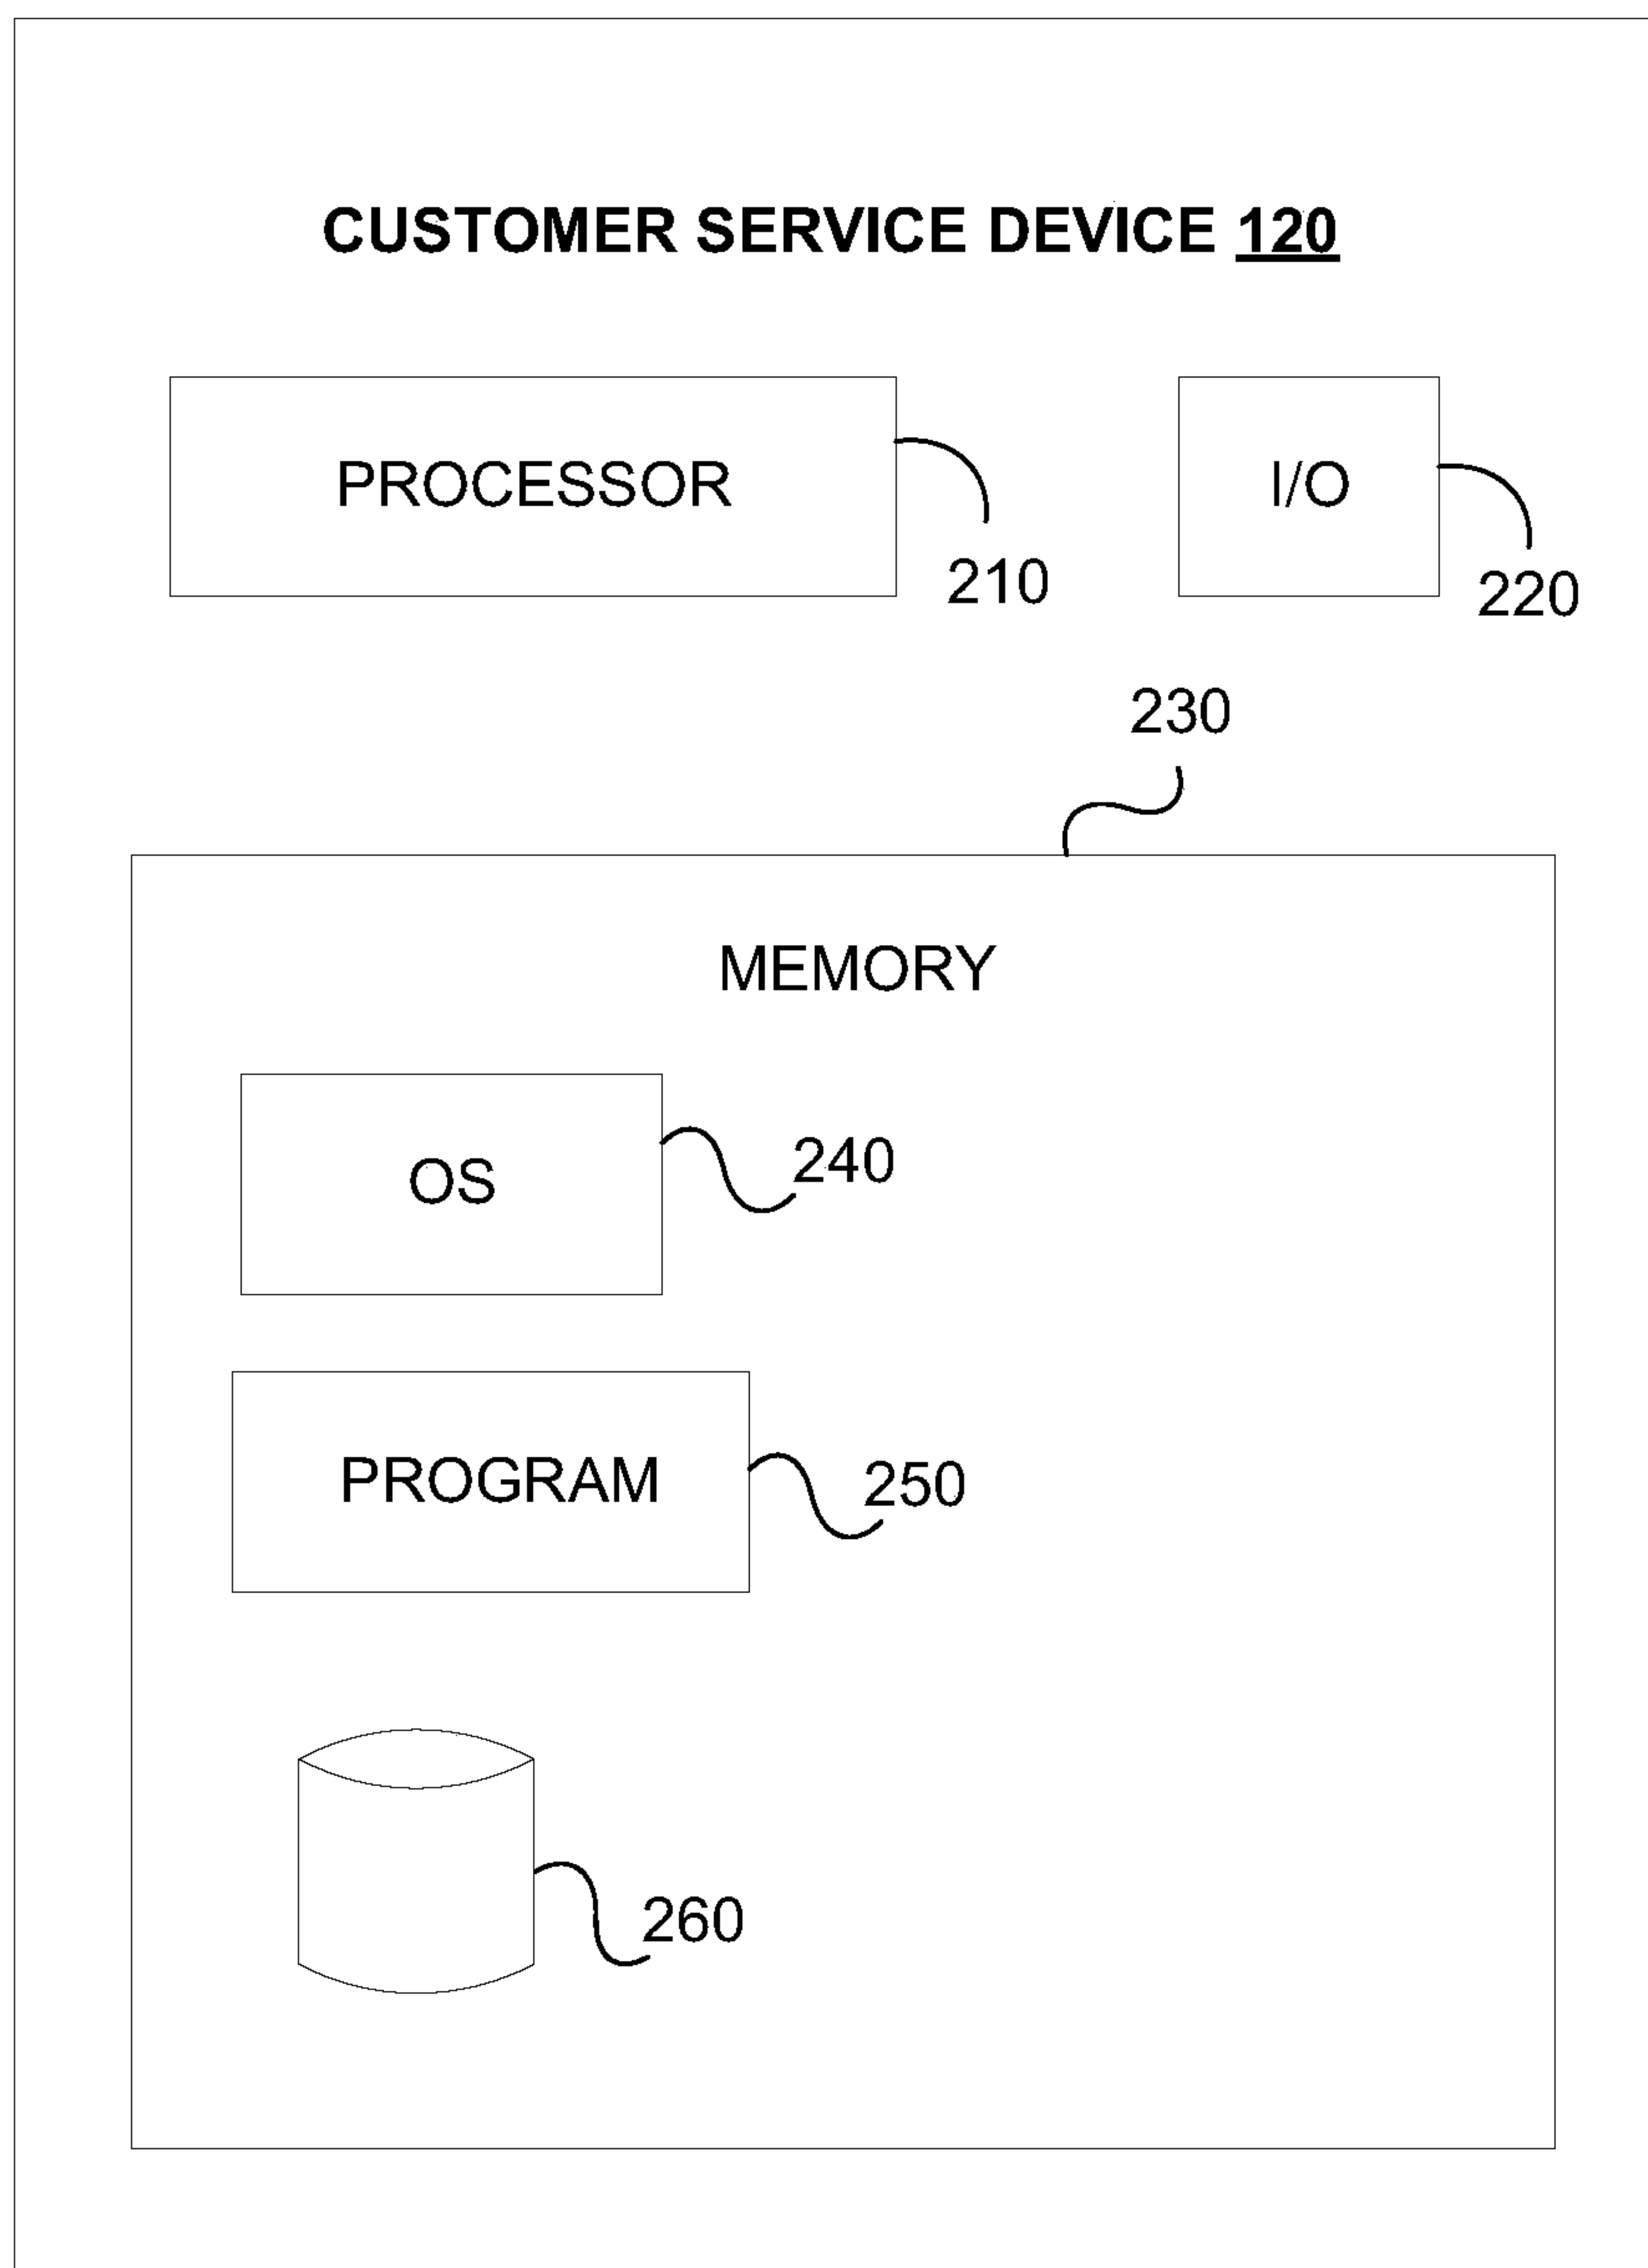 CUSTOMER SERVICE DEVICE 120
PROCESSOR
I/O
210
220
230
MEMORY
OS
240
PROGRAM
250
260